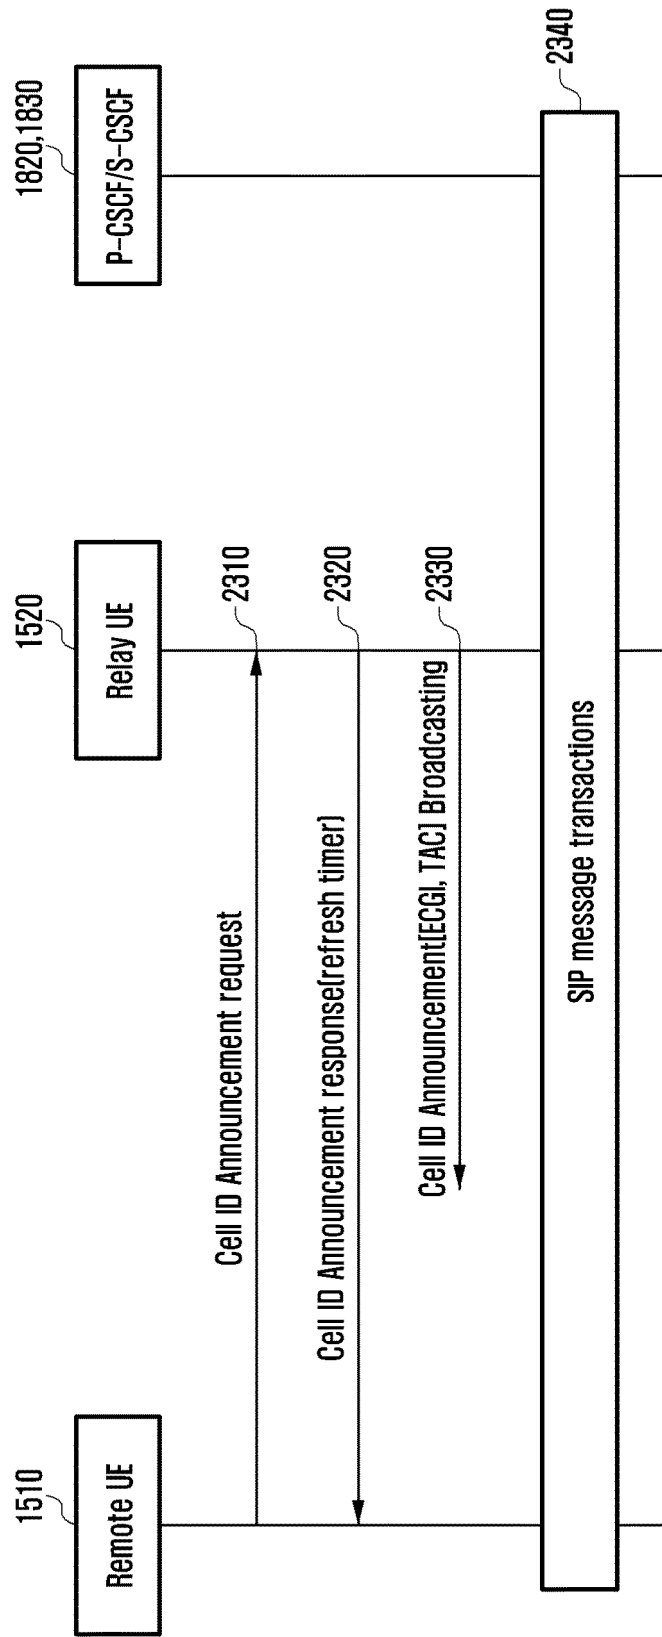 1510
1520
1820,1830
Remote UE
Relay UE
P-CSCF/S-CSCF
Cell ID Announcement request
2310
Cell ID Announcement response(refresh timer)
2320
Cell ID Announcement[ECGI, TAC] Broadcasting
2330
SIP message transactions
2340